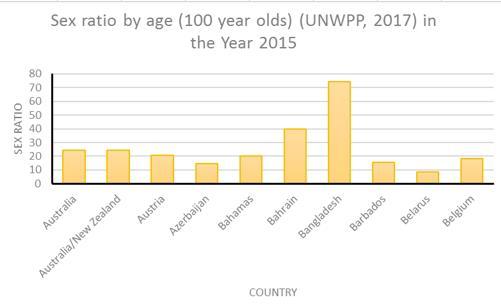 Sex ratio by age (100 year olds) (UNWPP, 2017) in
the Year 2015
SEX RATIO
80
70
60
50
40
30
20
10
0
Australia
Australia/New Zealand
Austria
Azerbaijan
Bahamas
Bahrain
Bangladesh
Barbados
Belarus
Belgium
COUNTRY